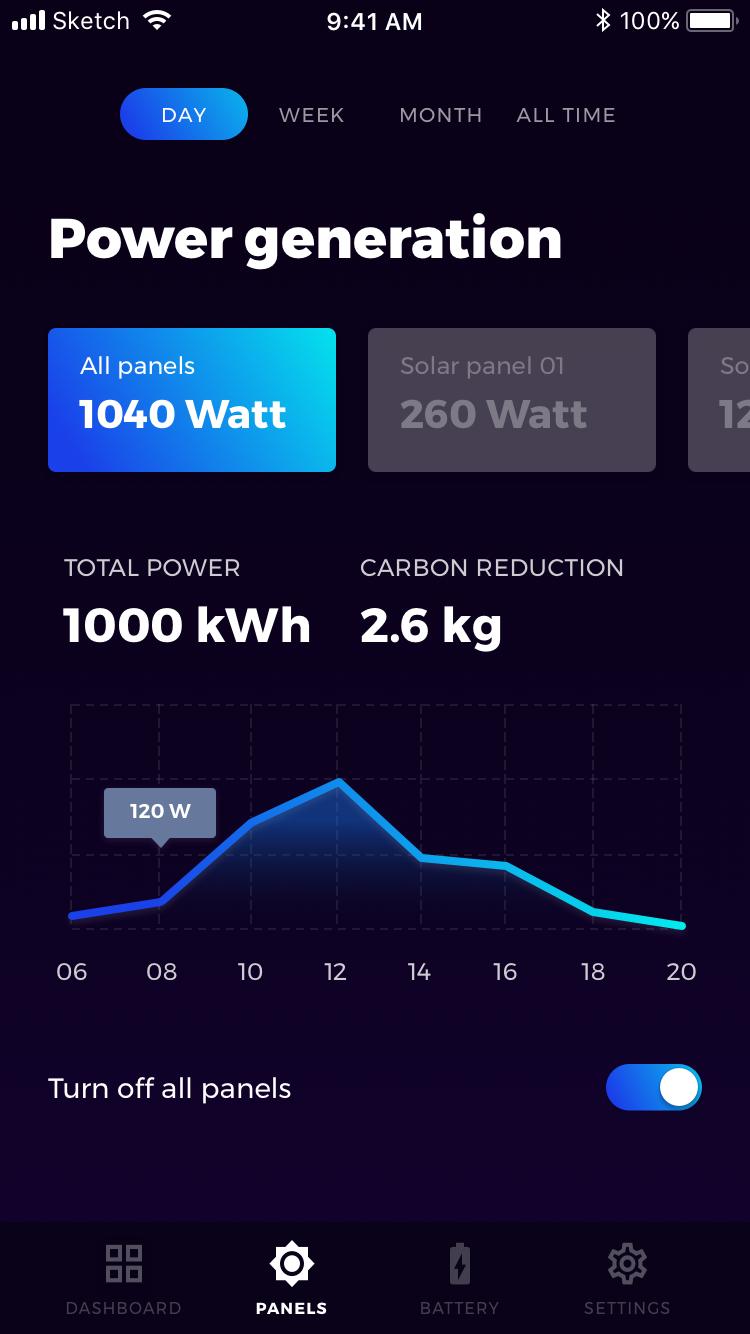 Sketch 9:41 AM 100%
DAY WEEK MONTH ALL TIME
Power generation
All panels
1040 Watt
Solar panel 01
260 Watt
So
12
TOTAL POWER
1000 kWh
CARBON REDUCTION
2.6 kg
120 W
06 08 10 12 14 16 18 20
Turn off all panels
DASHBOARD PANELS BATTERY SETTINGS